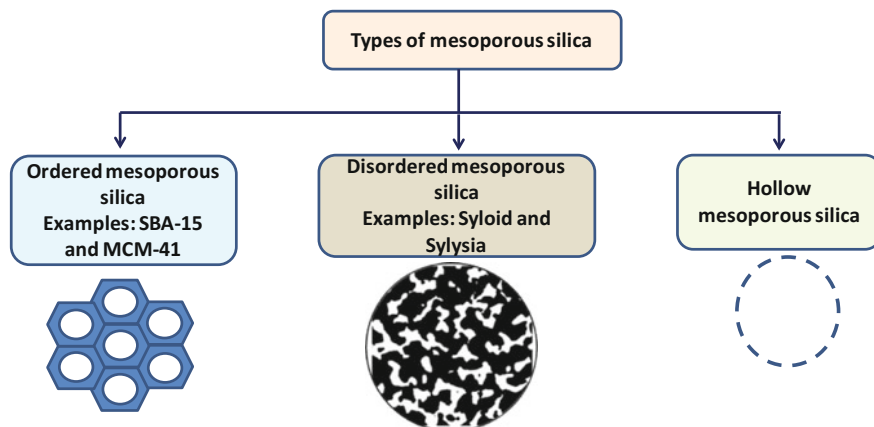 Types of mesoporous silica
Ordered mesoporous
silica
Examples: SBA-15
and MCM-41
Disordered mesoporous
silica
Examples: Syloid and
Sylysia
Hollow
mesoporous silica